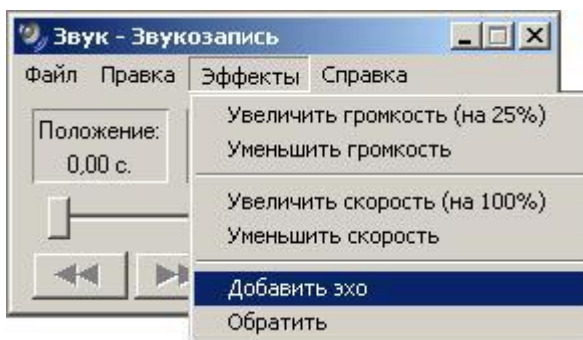 Звук - Звукозапись
Файл Правка Эффекты Справка
Положение:
0,00 с.
Увеличить громкость (на 25%)
Уменьшить громкость
Увеличить скорость (на 100%)
Уменьшить скорость
Добавить эхо
Обратить